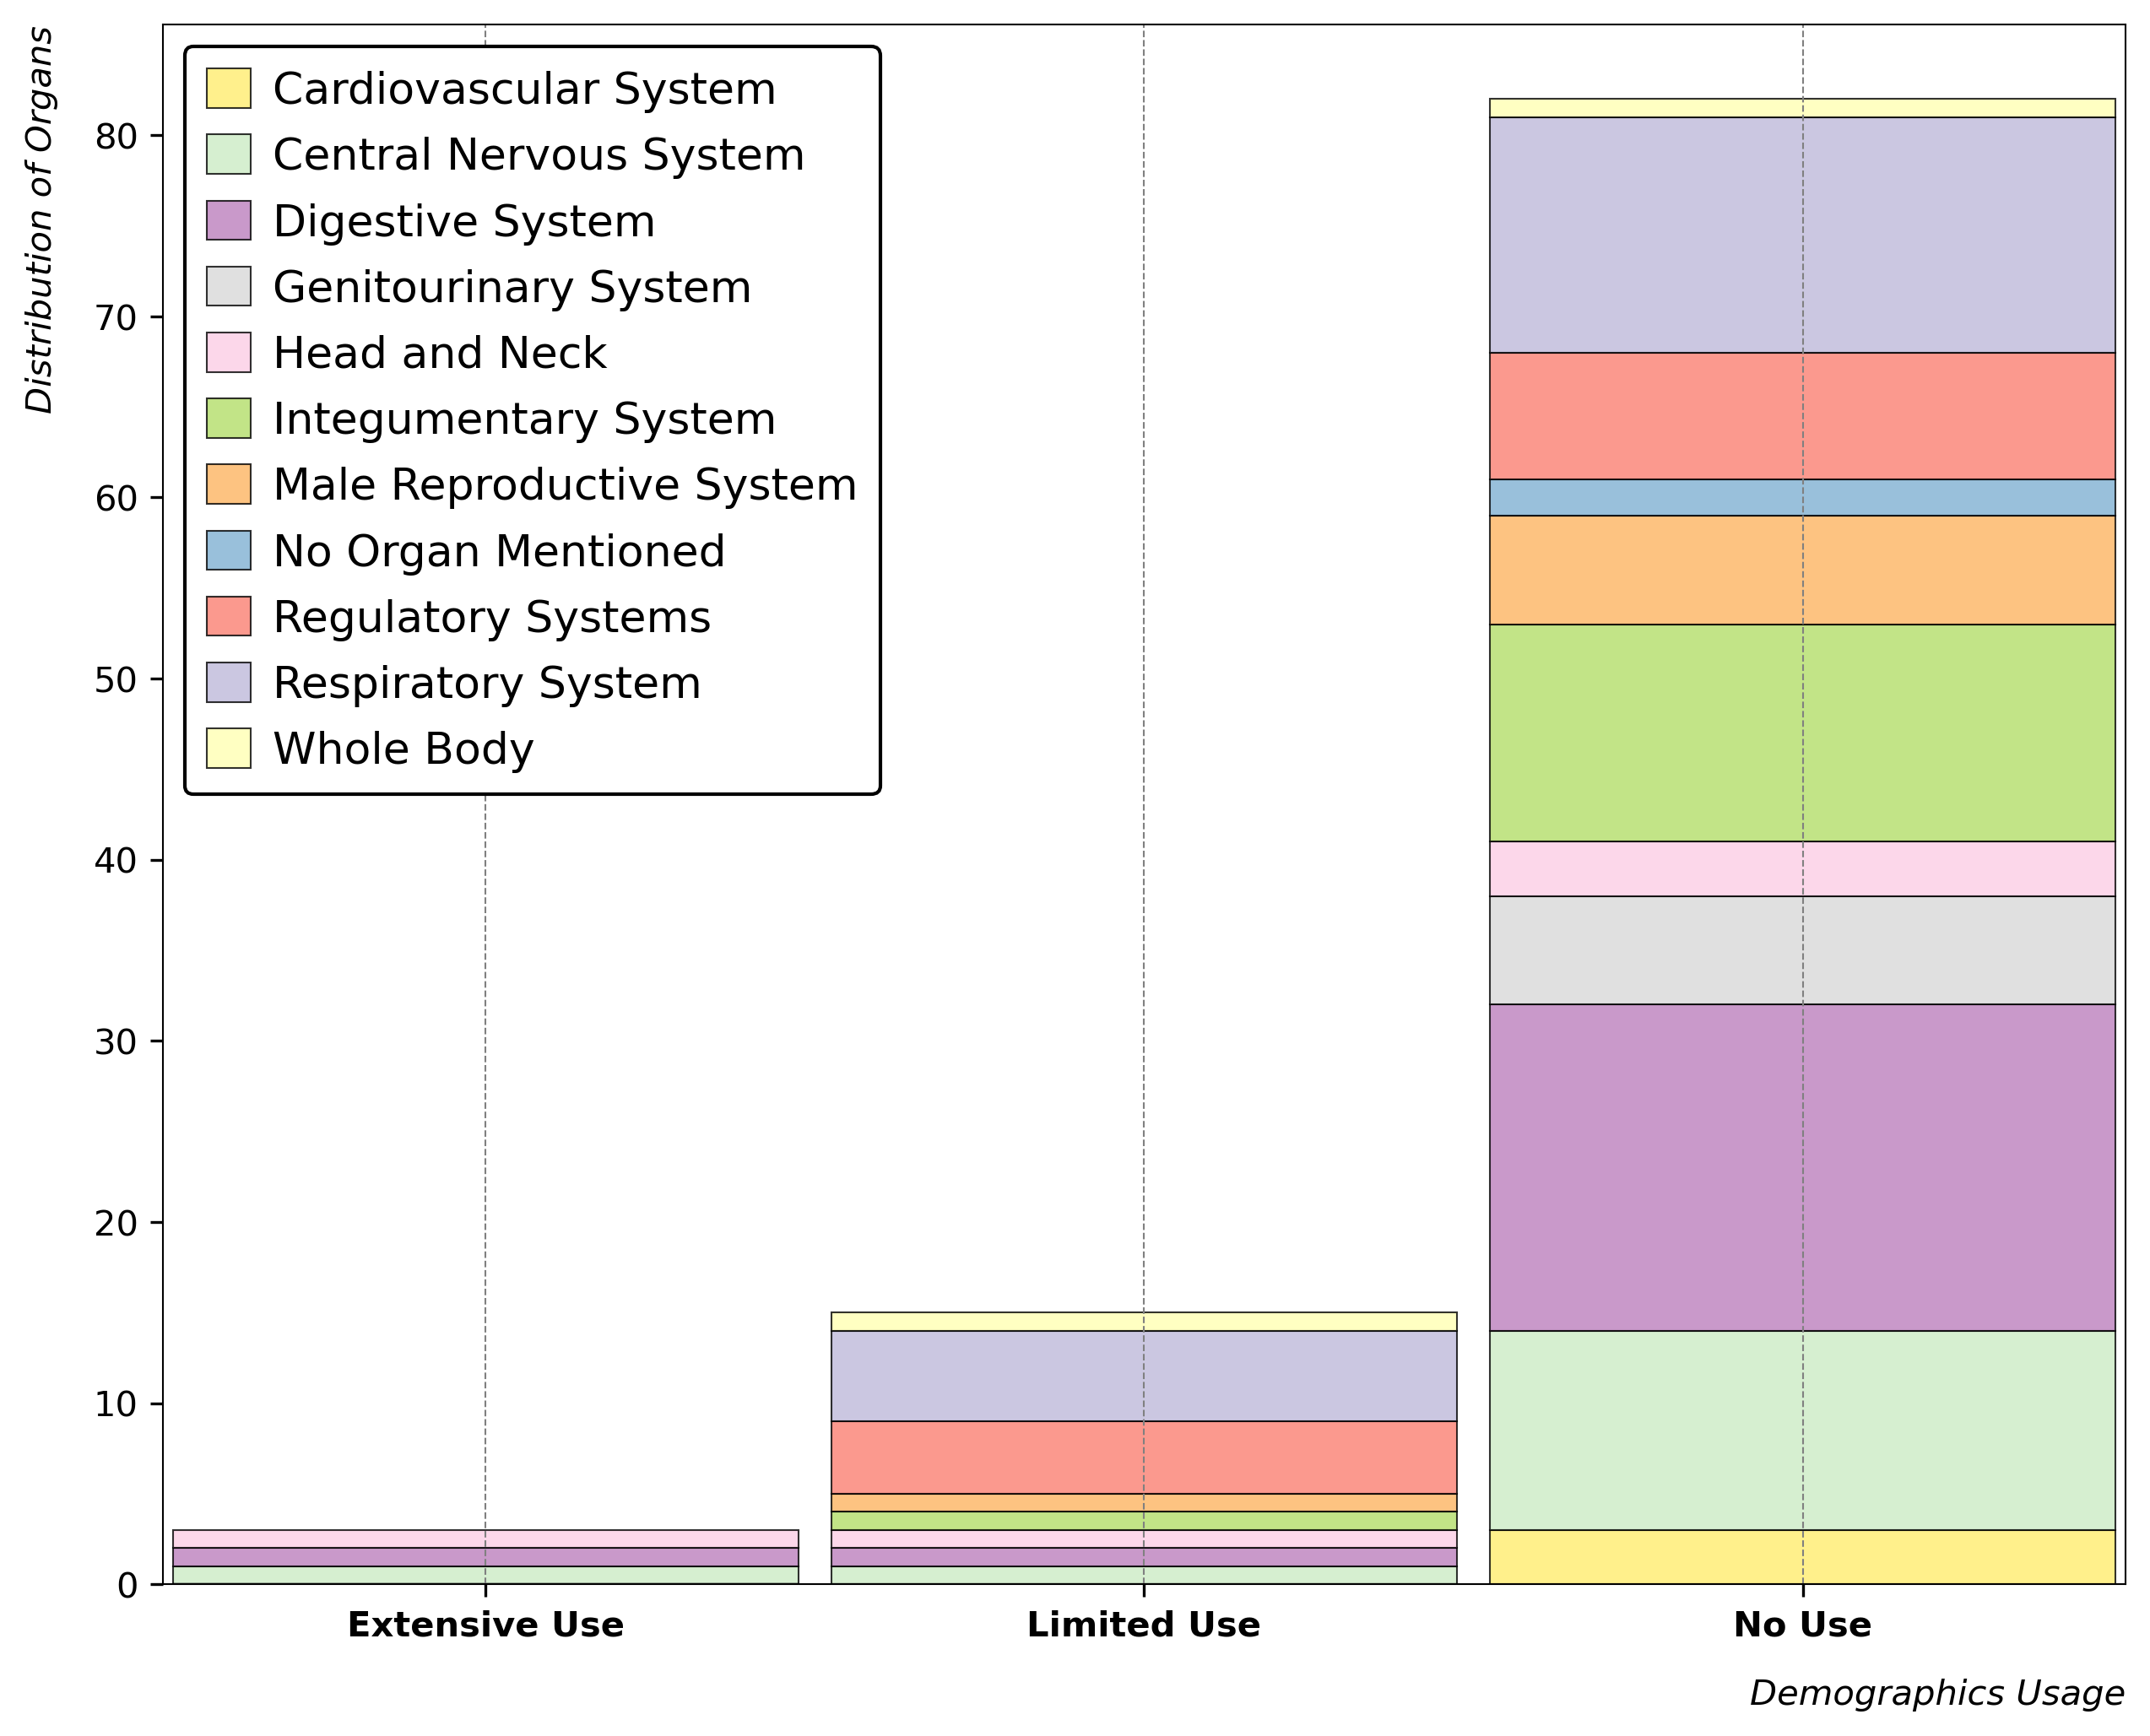 Distribution of Organs
80
70
60
50
40
30
20
10
0
Cardiovascular System
Central Nervous System
Digestive System
Genitourinary System
Head and Neck
Integumentary System
Male Reproductive System
No Organ Mentioned
Regulatory Systems
Respiratory System
Whole Body
Extensive Use
Limited Use
No Use
Demographics Usage